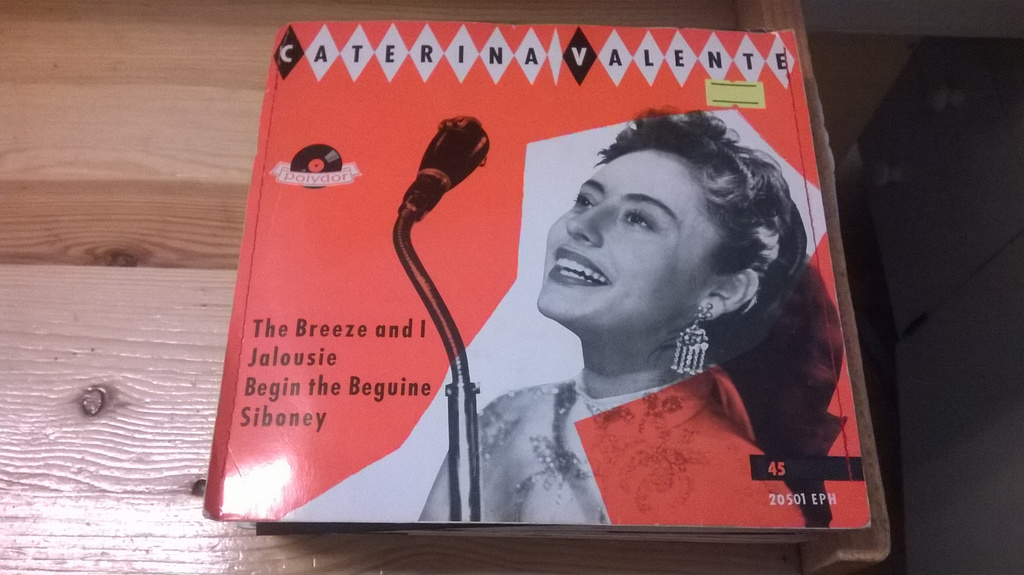 CATERINA VALENTE
polydor
The Breeze and I
Jalousie
Begin the Beguine
Siboney
45
20501 EPH